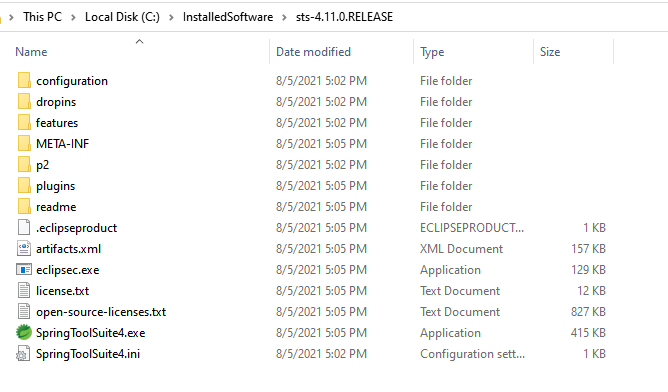 This PC > Local Disk (C:) > InstalledSoftware > sts-4.11.0.RELEASE
Name Date modified Type Size
configuration 8/5/2021 5:02 PM File folder
dropins 8/5/2021 5:02 PM File folder
features 8/5/2021 5:02 PM File folder
META-INF 8/5/2021 5:05 PM File folder
p2 8/5/2021 5:02 PM File folder
plugins 8/5/2021 5:05 PM File folder
readme 8/5/2021 5:05 PM File folder
.eclipseproduct 8/5/2021 5:05 PM ECLIPSEPRODUCT... 1 KB
artifacts.xml 8/5/2021 5:05 PM XML Document 157 KB
eclipsec.exe 8/5/2021 5:05 PM Application 129 KB
license.txt 8/5/2021 5:05 PM Text Document 12 KB
open-source-licenses.txt 8/5/2021 5:05 PM Text Document 827 KB
SpringToolSuite4.exe 8/5/2021 5:05 PM Application 415 KB
SpringToolSuite4.ini 8/5/2021 5:02 PM Configuration sett... 1 KB